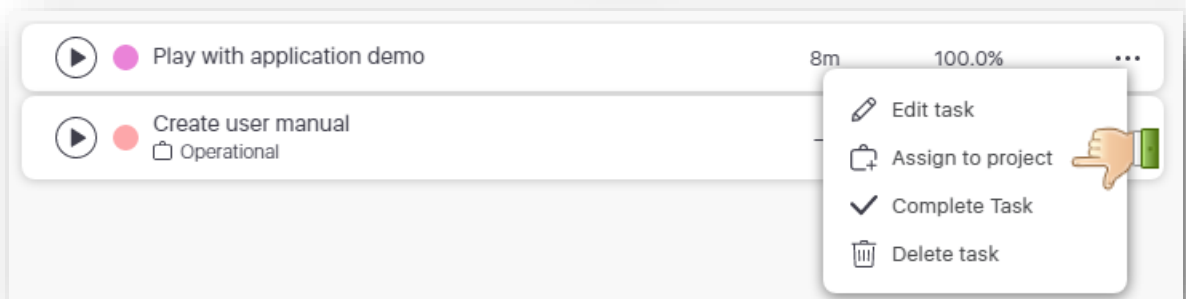 Play with application demo 8m 100.0%
Create user manual
Operational
Edit task
Assign to project
Complete Task
Delete task